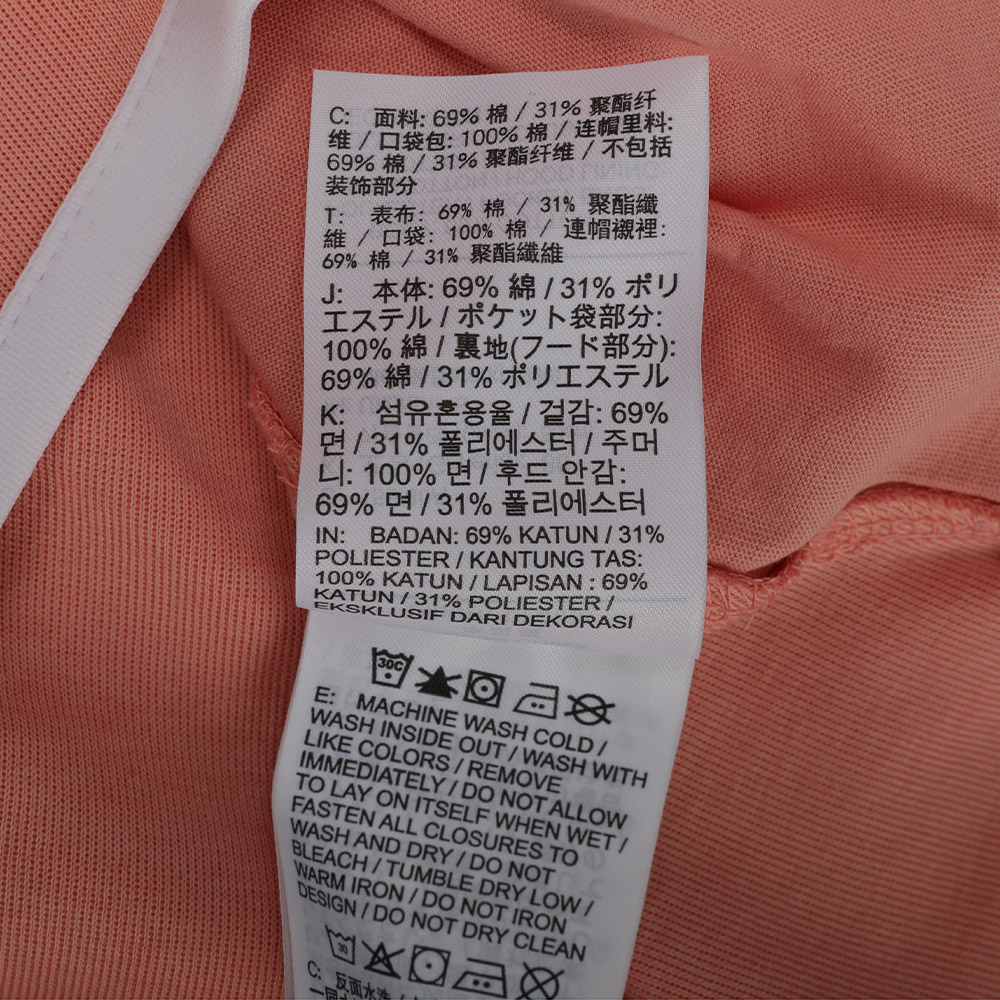 C: 面料: 69% 棉 / 31% 聚酯纤
维 / 口袋包: 100% 棉 / 连帽里料:
69% 棉 / 31% 聚酯纤维 / 不包括
装饰部分
T: 表布: 69% 棉 / 31% 聚酯纖
維 / 口袋: 100% 棉 / 連帽襯裡:
69% 棉 / 31% 聚酯纖維
J: 本体: 69% 綿 / 31% ポリ
エステル / ポケット袋部分:
100% 綿 / 裏地(フード部分):
69% 綿 / 31% ポリエステル
K: 섬유혼용율 / 겉감: 69%
면 / 31% 폴리에스터 / 주머
니: 100% 면 / 후드 안감:
69% 면 / 31% 폴리에스터
IN: BADAN: 69% KATUN / 31%
POLIESTER / KANTUNG TAS:
100% KATUN / LAPISAN : 69%
KATUN / 31% POLIESTER /
EKSKLUSIF DARI DEKORASI
30C
E: MACHINE WASH COLD /
WASH INSIDE OUT / WASH WITH
LIKE COLORS / REMOVE
IMMEDIATELY / DO NOT ALLOW
TO LAY ON ITSELF WHEN WET /
FASTEN ALL CLOSURES TO
WASH AND DRY / DO NOT
BLEACH / TUMBLE DRY LOW /
WARM IRON / DO NOT IRON
DESIGN / DO NOT DRY CLEAN
30
C: 反面水洗